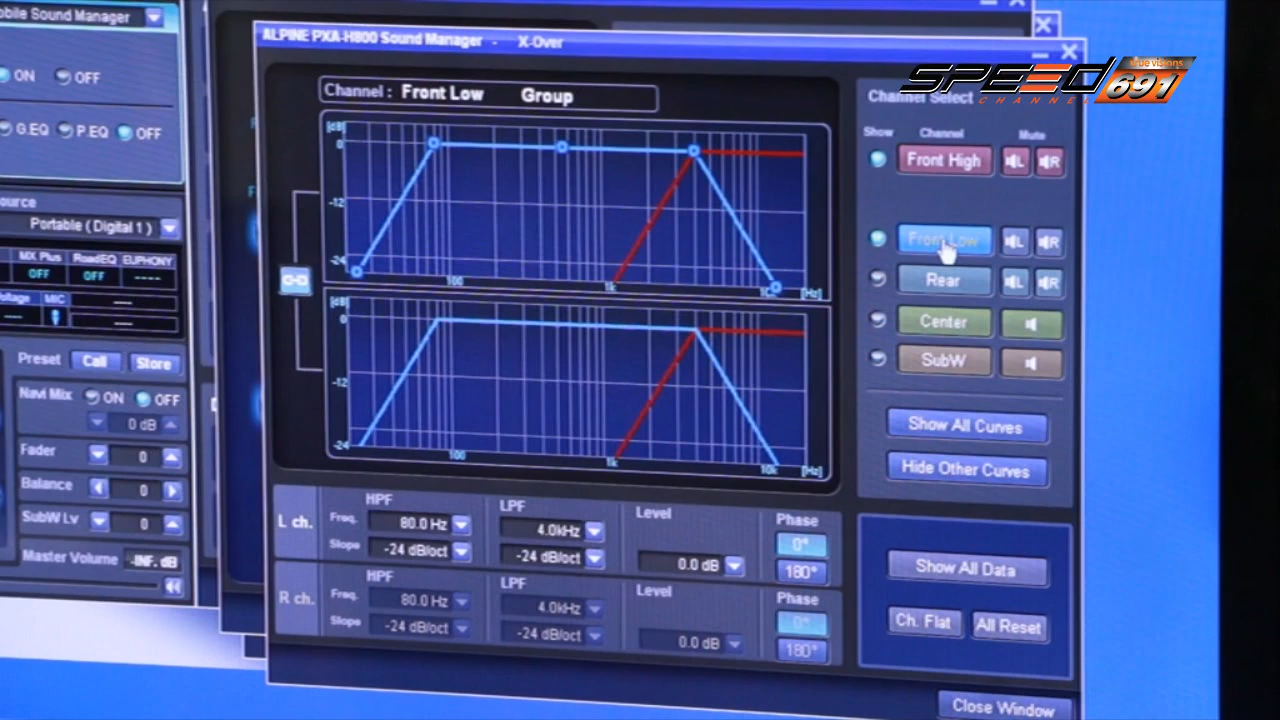 Mobile Sound Manager
ON OFF
G.EQ P.EQ OFF
Source
Portable ( Digital 1 )
MX Plus RoadEQ EUPHONY
OFF OFF ----
Voltage MIC ---
--- ---
Preset Call Store
Navi Mix ON OFF
0 dB
Fader 0
Balance 0
SubW Lv 0
Master Volume -INF. dB
ALPINE PXA-H800 Sound Manager - X-Over
Channel : Front Low Group
[dB]
0
-12
-24
100 1k 10k [Hz]
[dB]
0
-12
-24
100 1k 10k [Hz]
HPF LPF Level Phase
L ch. Freq. 80.0 Hz 4.0kHz 0°
Slope -24 dB/oct -24 dB/oct 0.0 dB 180°
HPF LPF Level Phase
R ch. Freq. 80.0 Hz 4.0kHz 0°
Slope -24 dB/oct -24 dB/oct 0.0 dB 180°
SPEED CHANNEL true visions 691
Channel Select
Show Channel Mute
Front High L R
Front Low L R
Rear L R
Center
SubW
Show All Curves
Hide Other Curves
Show All Data
Ch. Flat All Reset
Close Window